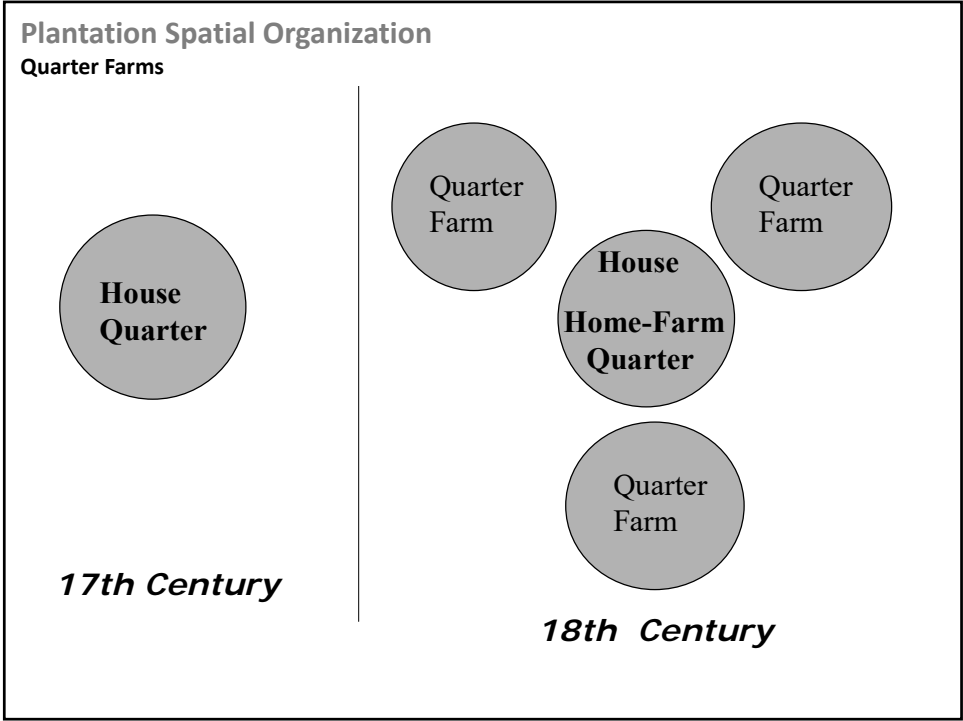 Plantation Spatial Organization
Quarter Farms
House
Quarter
17th Century
Quarter
Farm
Quarter
Farm
House
Home-Farm
Quarter
Quarter
Farm
18th Century